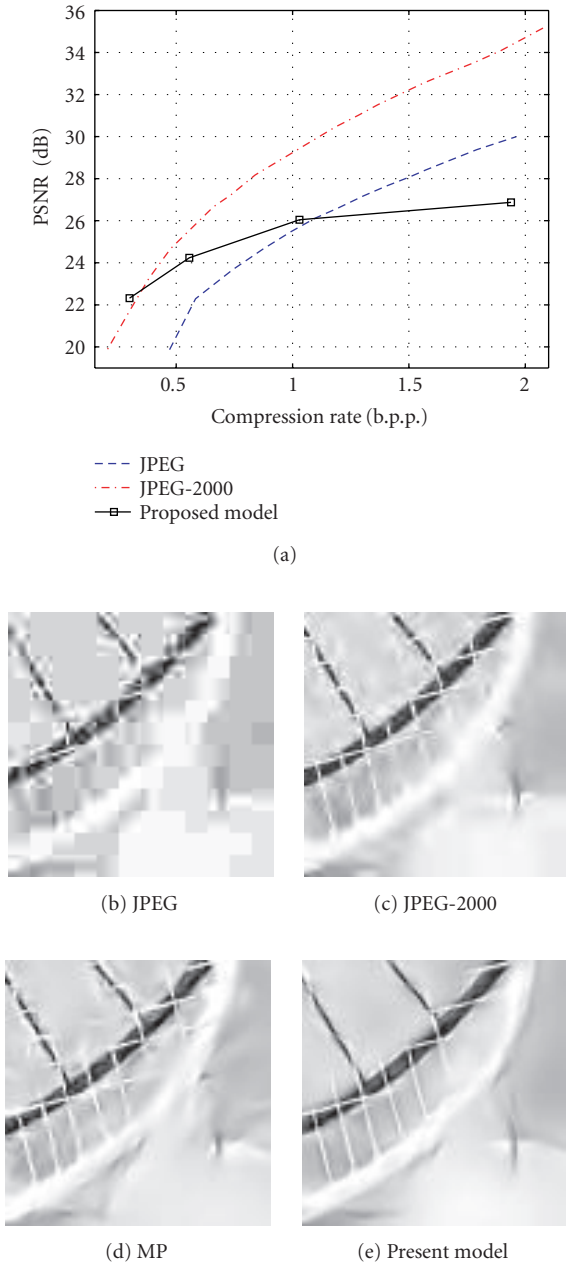 36
34
32
30
28
26
24
22
20
PSNR (dB)
0.5 1 1.5 2
Compression rate (b.p.p.)
JPEG
JPEG-2000
Proposed model
(a)
(b) JPEG
(c) JPEG-2000
(d) MP
(e) Present model